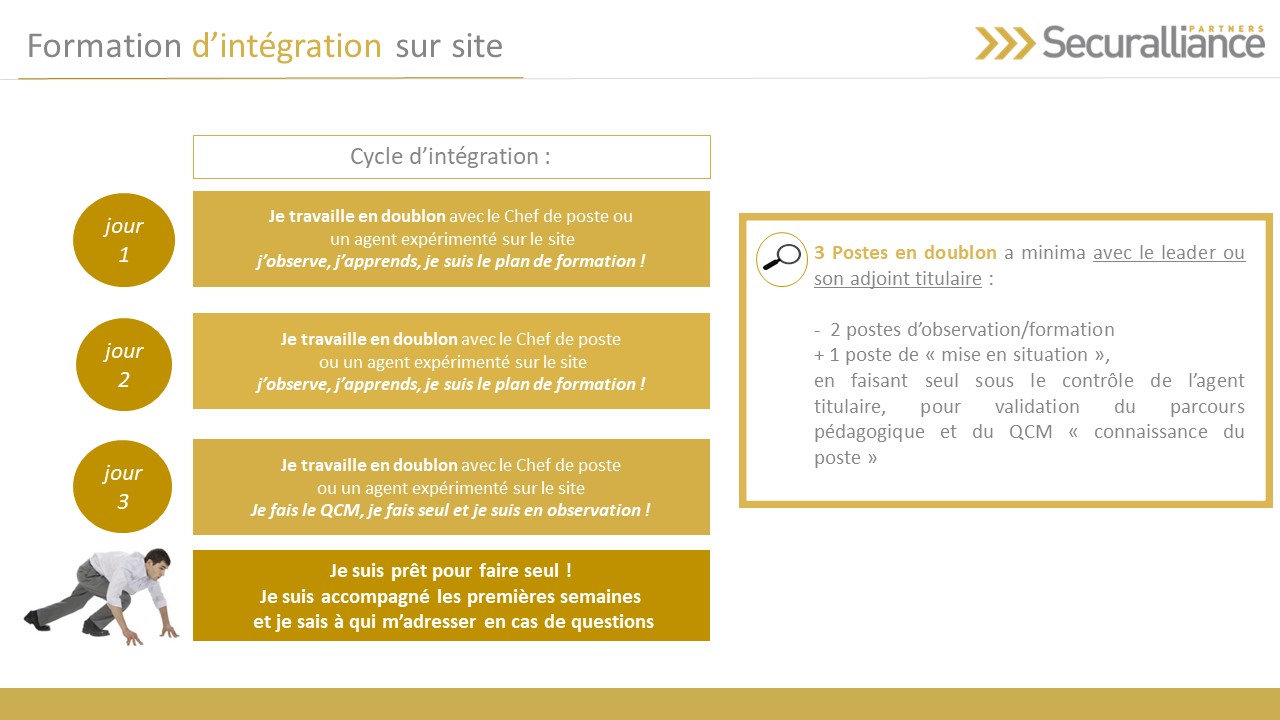 Formation d’intégration sur site
PARTNERS
Securalliance
Cycle d’intégration :
jour
1
Je travaille en doublon avec le Chef de poste ou
un agent expérimenté sur le site
j’observe, j’apprends, je suis le plan de formation !
jour
2
Je travaille en doublon avec le Chef de poste
ou un agent expérimenté sur le site
j’observe, j’apprends, je suis le plan de formation !
jour
3
Je travaille en doublon avec le Chef de poste
ou un agent expérimenté sur le site
Je fais le QCM, je fais seul et je suis en observation !
Je suis prêt pour faire seul !
Je suis accompagné les premières semaines
et je sais à qui m’adresser en cas de questions
3 Postes en doublon a minima avec le leader ou
son adjoint titulaire :
- 2 postes d’observation/formation
+ 1 poste de « mise en situation »,
en faisant seul sous le contrôle de l’agent
titulaire, pour validation du parcours
pédagogique et du QCM « connaissance du
poste »